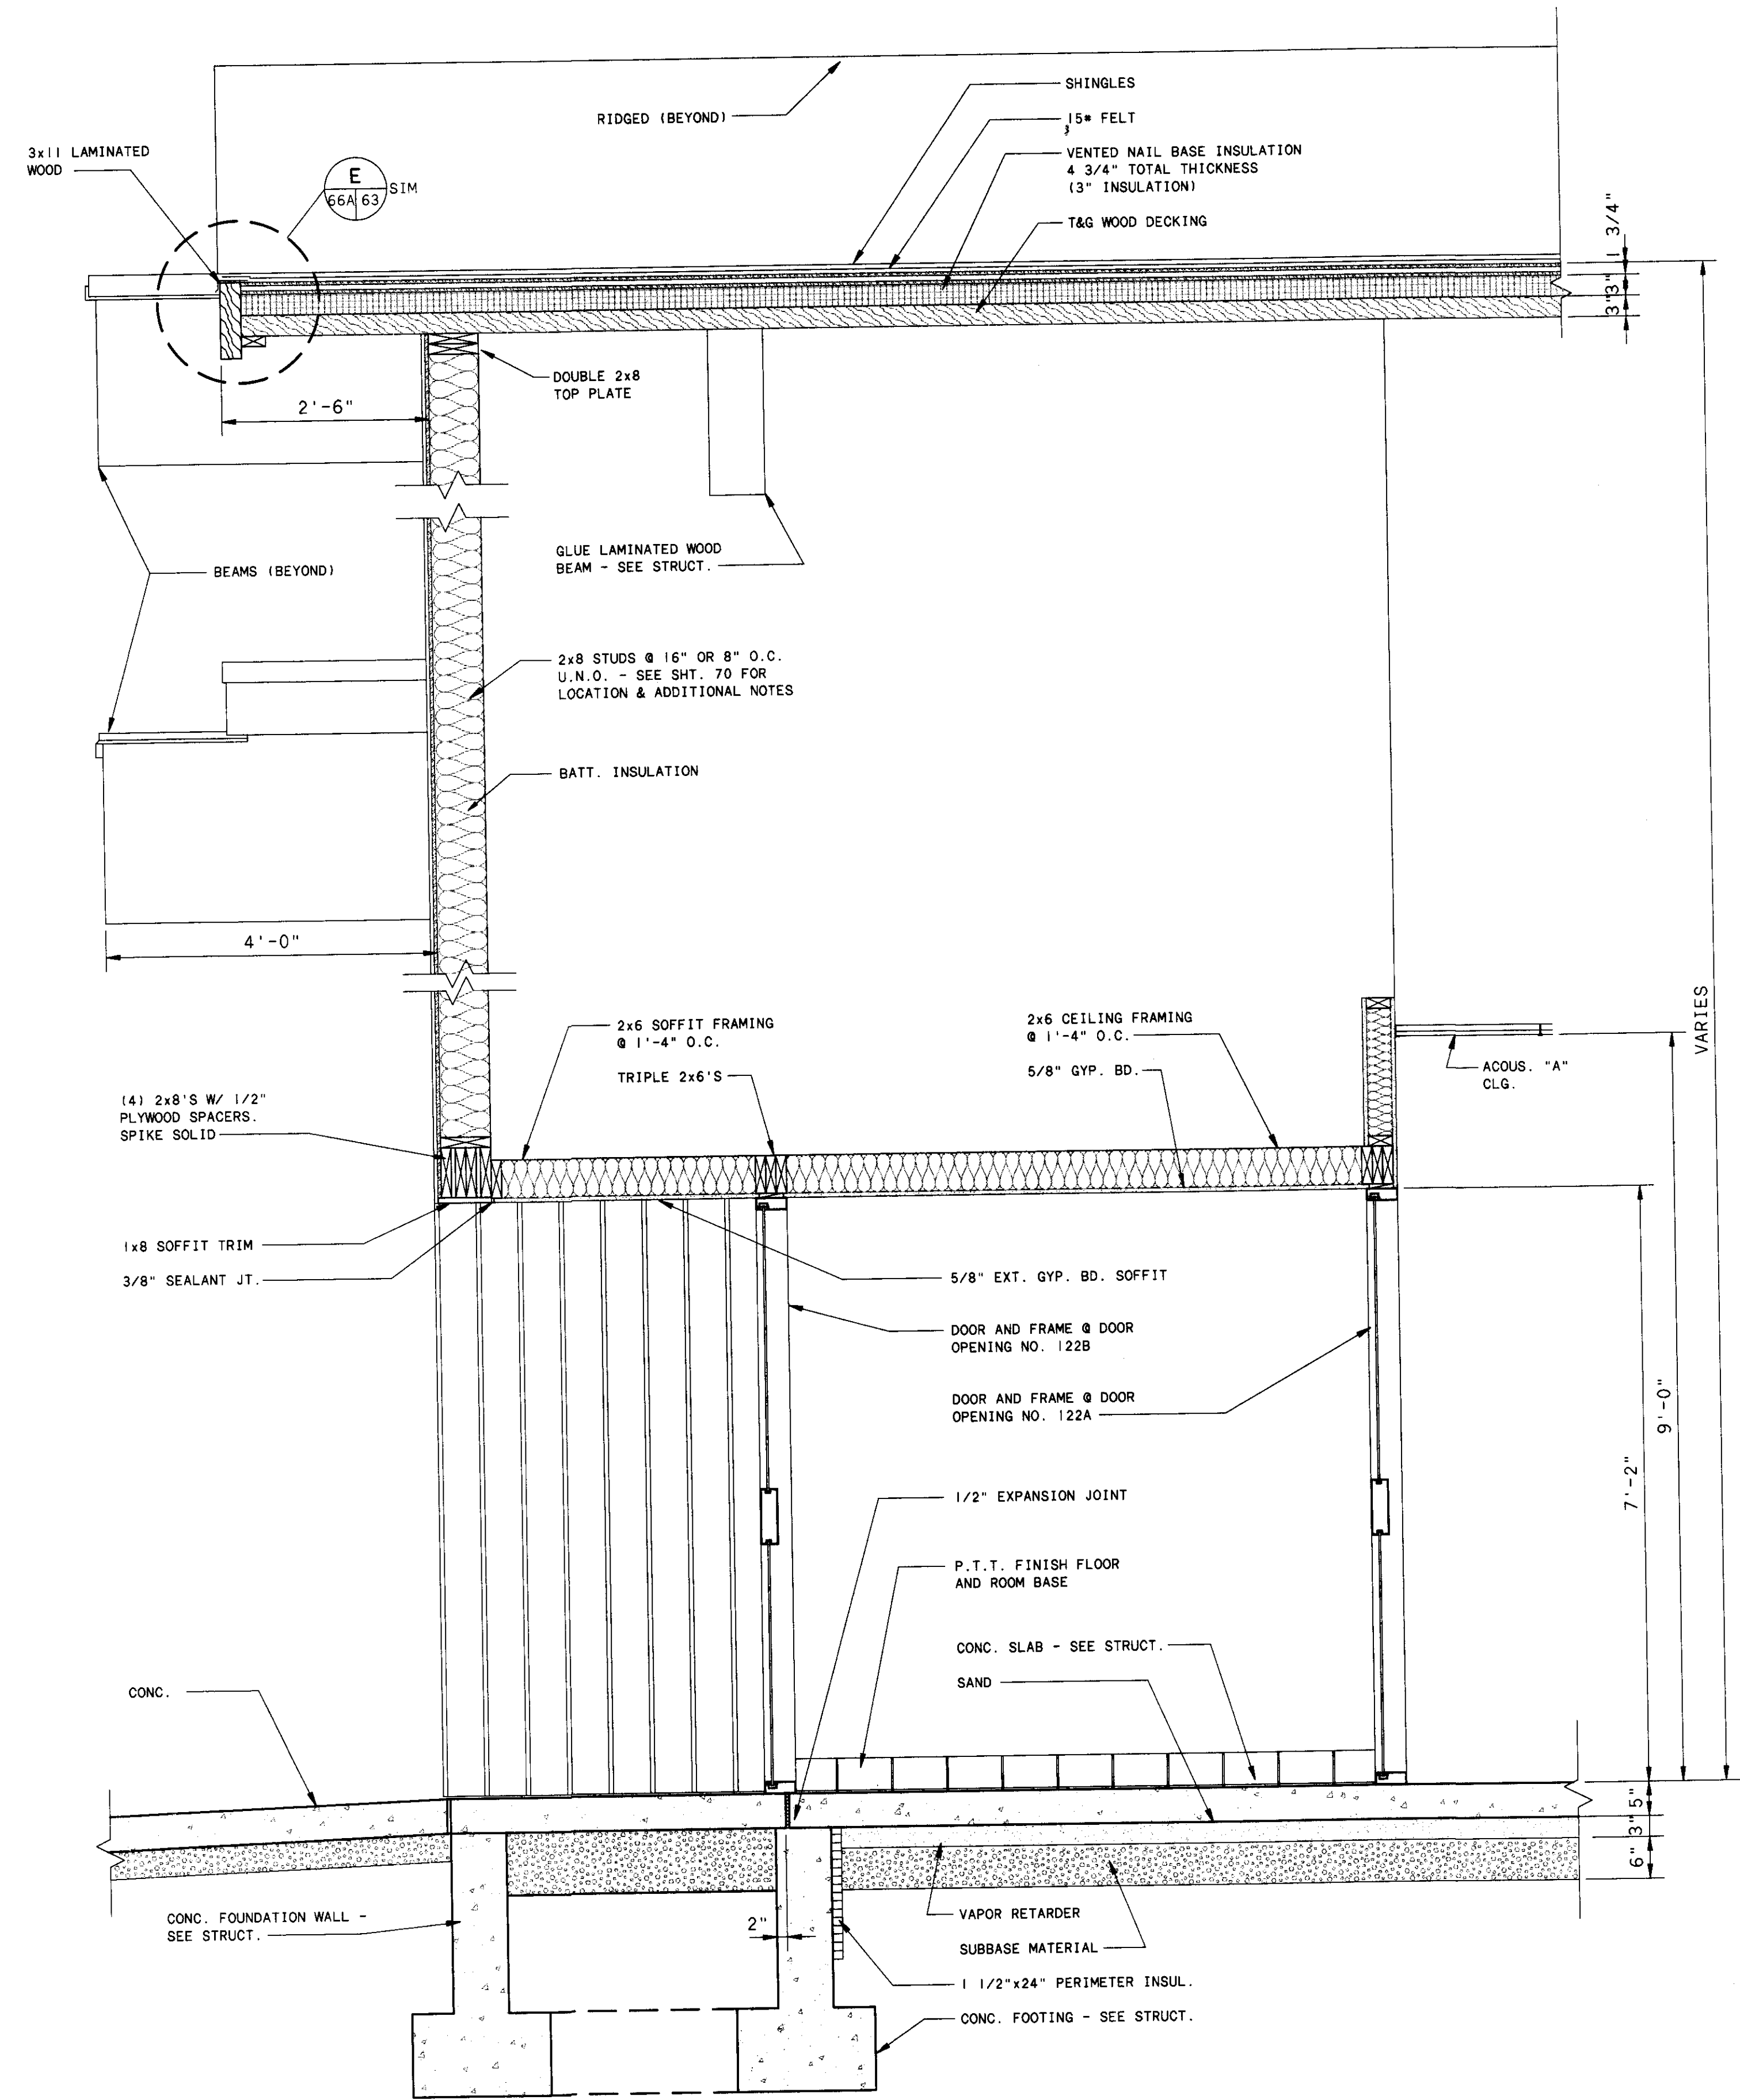 RIDGED (BEYOND)
SHINGLES
15# FELT
VENTED NAIL BASE INSULATION
4 3/4" TOTAL THICKNESS
(3" INSULATION)
T&G WOOD DECKING
3x11 LAMINATED
WOOD
E
66A 63
SIM
1 3/4"
3"
3"
DOUBLE 2x8
TOP PLATE
2'-6"
GLUE LAMINATED WOOD
BEAM - SEE STRUCT.
BEAMS (BEYOND)
2x8 STUDS @ 16" OR 8" O.C.
U.N.O. - SEE SHT. 70 FOR
LOCATION & ADDITIONAL NOTES
BATT. INSULATION
4'-0"
VARIES
2x6 SOFFIT FRAMING
@ 1'-4" O.C.
TRIPLE 2x6'S
2x6 CEILING FRAMING
@ 1'-4" O.C.
5/8" GYP. BD.
ACOUS. "A"
CLG.
(4) 2x8'S W/ 1/2"
PLYWOOD SPACERS.
SPIKE SOLID
1x8 SOFFIT TRIM
3/8" SEALANT JT.
5/8" EXT. GYP. BD. SOFFIT
DOOR AND FRAME @ DOOR
OPENING NO. 122B
DOOR AND FRAME @ DOOR
OPENING NO. 122A
9'-0"
7'-2"
1/2" EXPANSION JOINT
P.T.T. FINISH FLOOR
AND ROOM BASE
CONC. SLAB - SEE STRUCT.
SAND
CONC.
5"
3"
6"
CONC. FOUNDATION WALL -
SEE STRUCT.
2"
VAPOR RETARDER
SUBBASE MATERIAL
1 1/2"x24" PERIMETER INSUL.
CONC. FOOTING - SEE STRUCT.